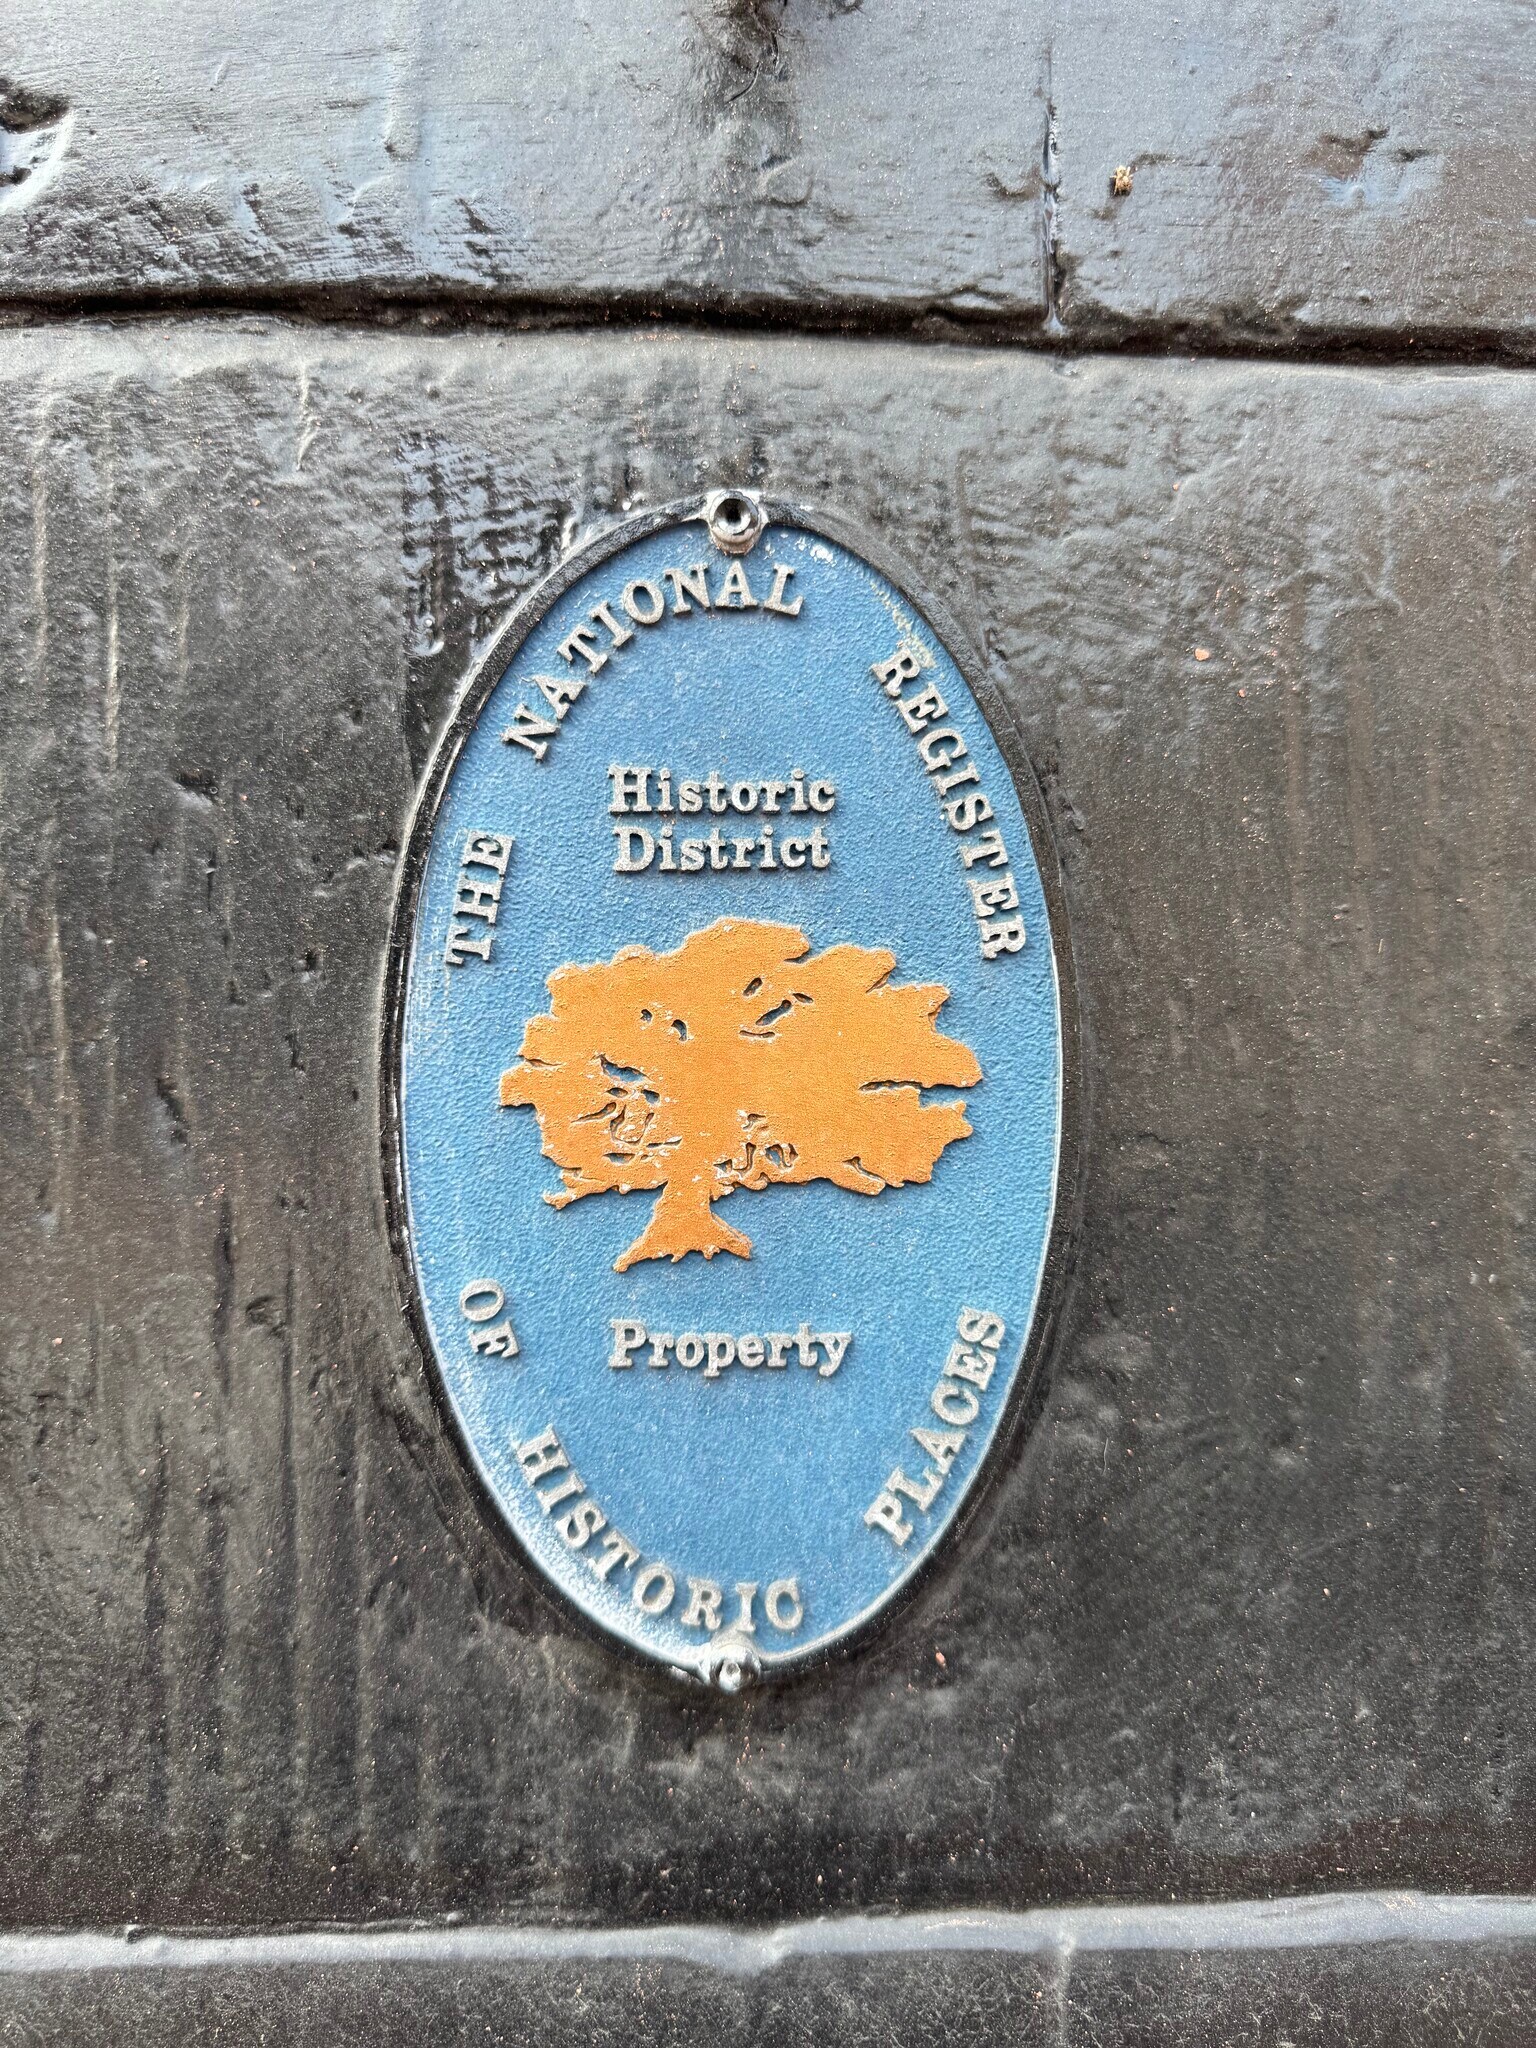 THE NATIONAL REGISTER
Historic
District
Property
OF HISTORIC PLACES